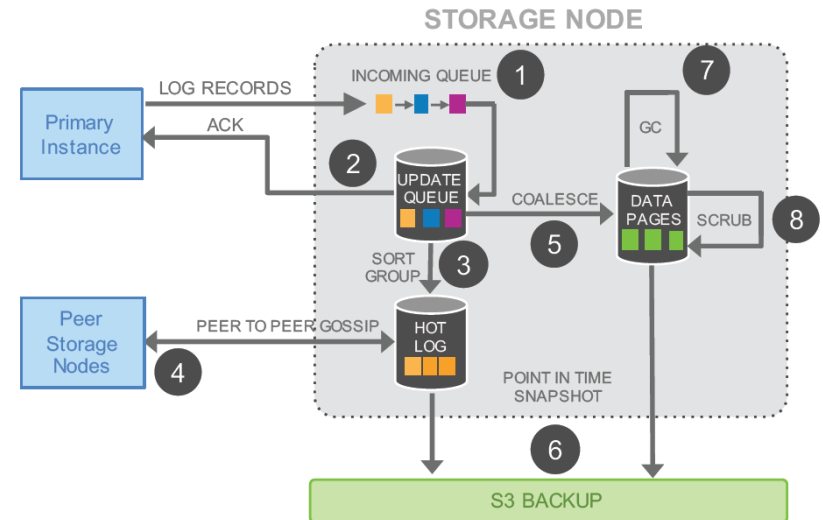 STORAGE NODE
INCOMING QUEUE
1
7
LOG RECORDS
Primary
Instance
ACK
GC
2
UPDATE
QUEUE
COALESCE
DATA
PAGES
SCRUB
8
5
SORT
GROUP
3
Peer
Storage
Nodes
PEER TO PEER GOSSIP
HOT
LOG
4
POINT IN TIME
SNAPSHOT
6
S3 BACKUP